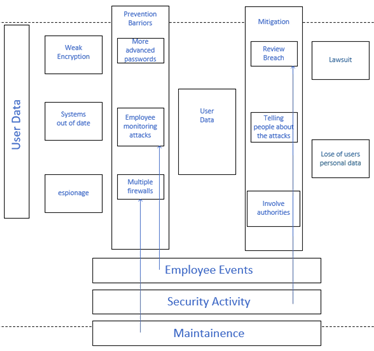 User Data
Weak
Encryption
Systems
out of date
espionage
Prevention
Barriers
More
advanced
passwords
Employee
monitoring
attacks
Multiple
firewalls
User
Data
Mitigation
Review
Breach
Telling
people about
the attacks
Involve
authorities
Lawsuit
Lose of users
personal data
Employee Events
Security Activity
Maintainence